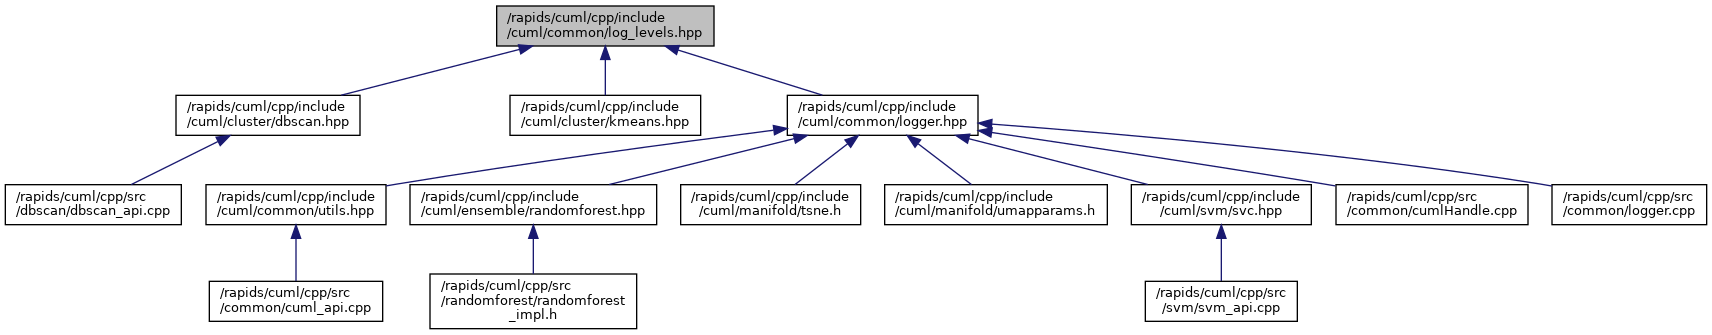 /rapids/cuml/cpp/include
/cuml/common/log_levels.hpp
/rapids/cuml/cpp/include
/cuml/cluster/dbscan.hpp
/rapids/cuml/cpp/include
/cuml/cluster/kmeans.hpp
/rapids/cuml/cpp/include
/cuml/common/logger.hpp
/rapids/cuml/cpp/src
/dbscan/dbscan_api.cpp
/rapids/cuml/cpp/include
/cuml/common/utils.hpp
/rapids/cuml/cpp/include
/cuml/ensemble/randomforest.hpp
/rapids/cuml/cpp/include
/cuml/manifold/tsne.h
/rapids/cuml/cpp/include
/cuml/manifold/umapparams.h
/rapids/cuml/cpp/include
/cuml/svm/svc.hpp
/rapids/cuml/cpp/src
/common/cumlHandle.cpp
/rapids/cuml/cpp/src
/common/logger.cpp
/rapids/cuml/cpp/src
/common/cuml_api.cpp
/rapids/cuml/cpp/src
/randomforest/randomforest
_impl.h
/rapids/cuml/cpp/src
/svm/svm_api.cpp